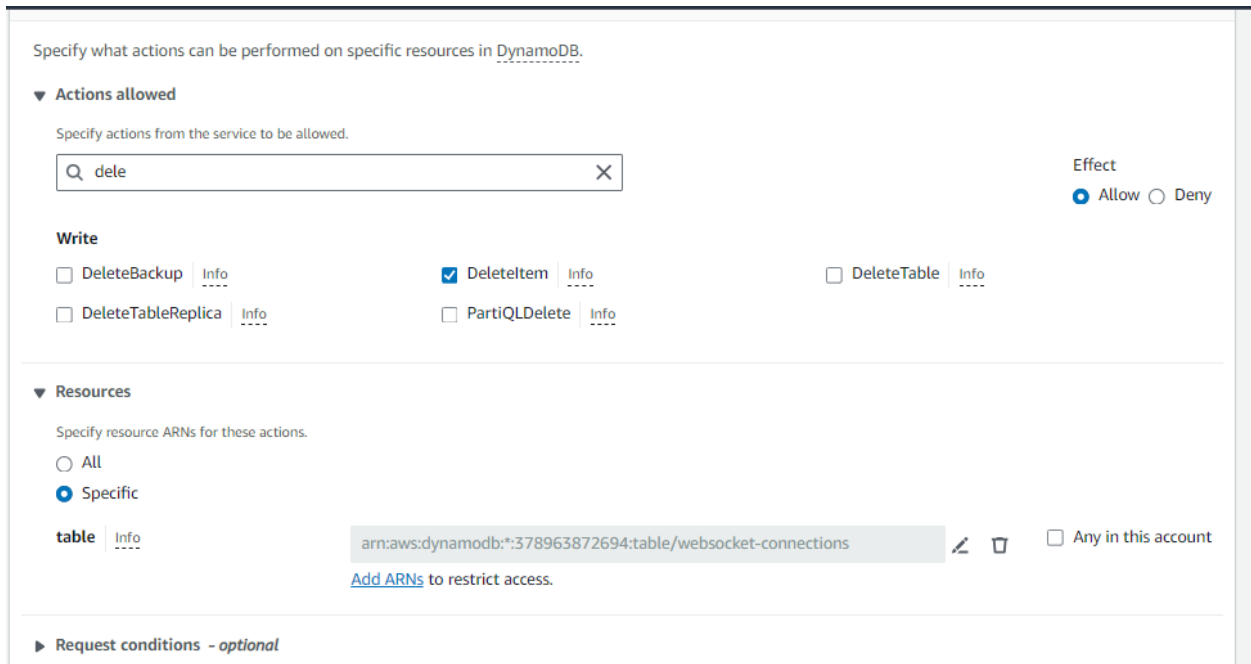 Specify what actions can be performed on specific resources in DynamoDB.
Actions allowed
Specify actions from the service to be allowed.
dele
Effect
Allow Deny
Write
DeleteBackup Info DeleteItem Info DeleteTable Info
DeleteTableReplica Info PartiQLDelete Info
Resources
Specify resource ARNs for these actions.
All
Specific
table Info arn:aws:dynamodb:*:378963872694:table/websocket-connections Any in this account
Add ARNs to restrict access.
Request conditions - optional